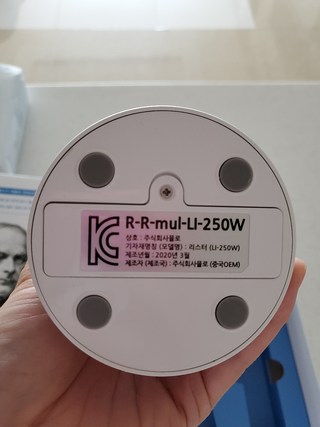 R-R-mul-LI-250W
상호 : 주식회사물로
기자재명칭 (모델명) : 리스터 (LI-250W)
제조년월 : 2020년 3월
제조자 (제조국) : 주식회사물로 (중국OEM)